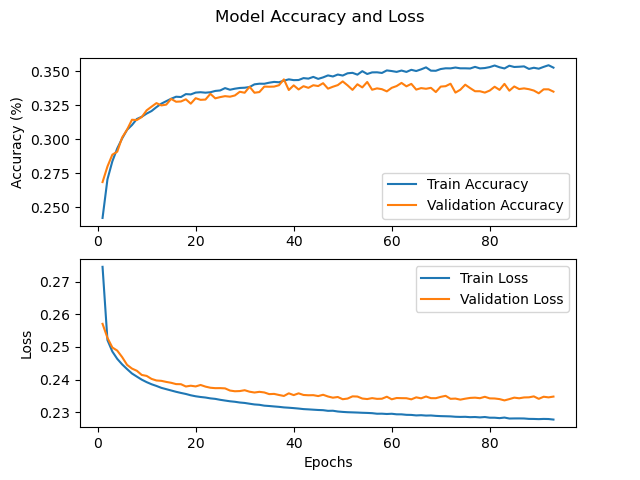 Model Accuracy and Loss
Accuracy (%)
0.350
0.325
0.300
0.275
0.250
Train Accuracy
Validation Accuracy
0 20 40 60 80
Loss
0.27
0.26
0.25
0.24
0.23
Train Loss
Validation Loss
0 20 40 60 80
Epochs